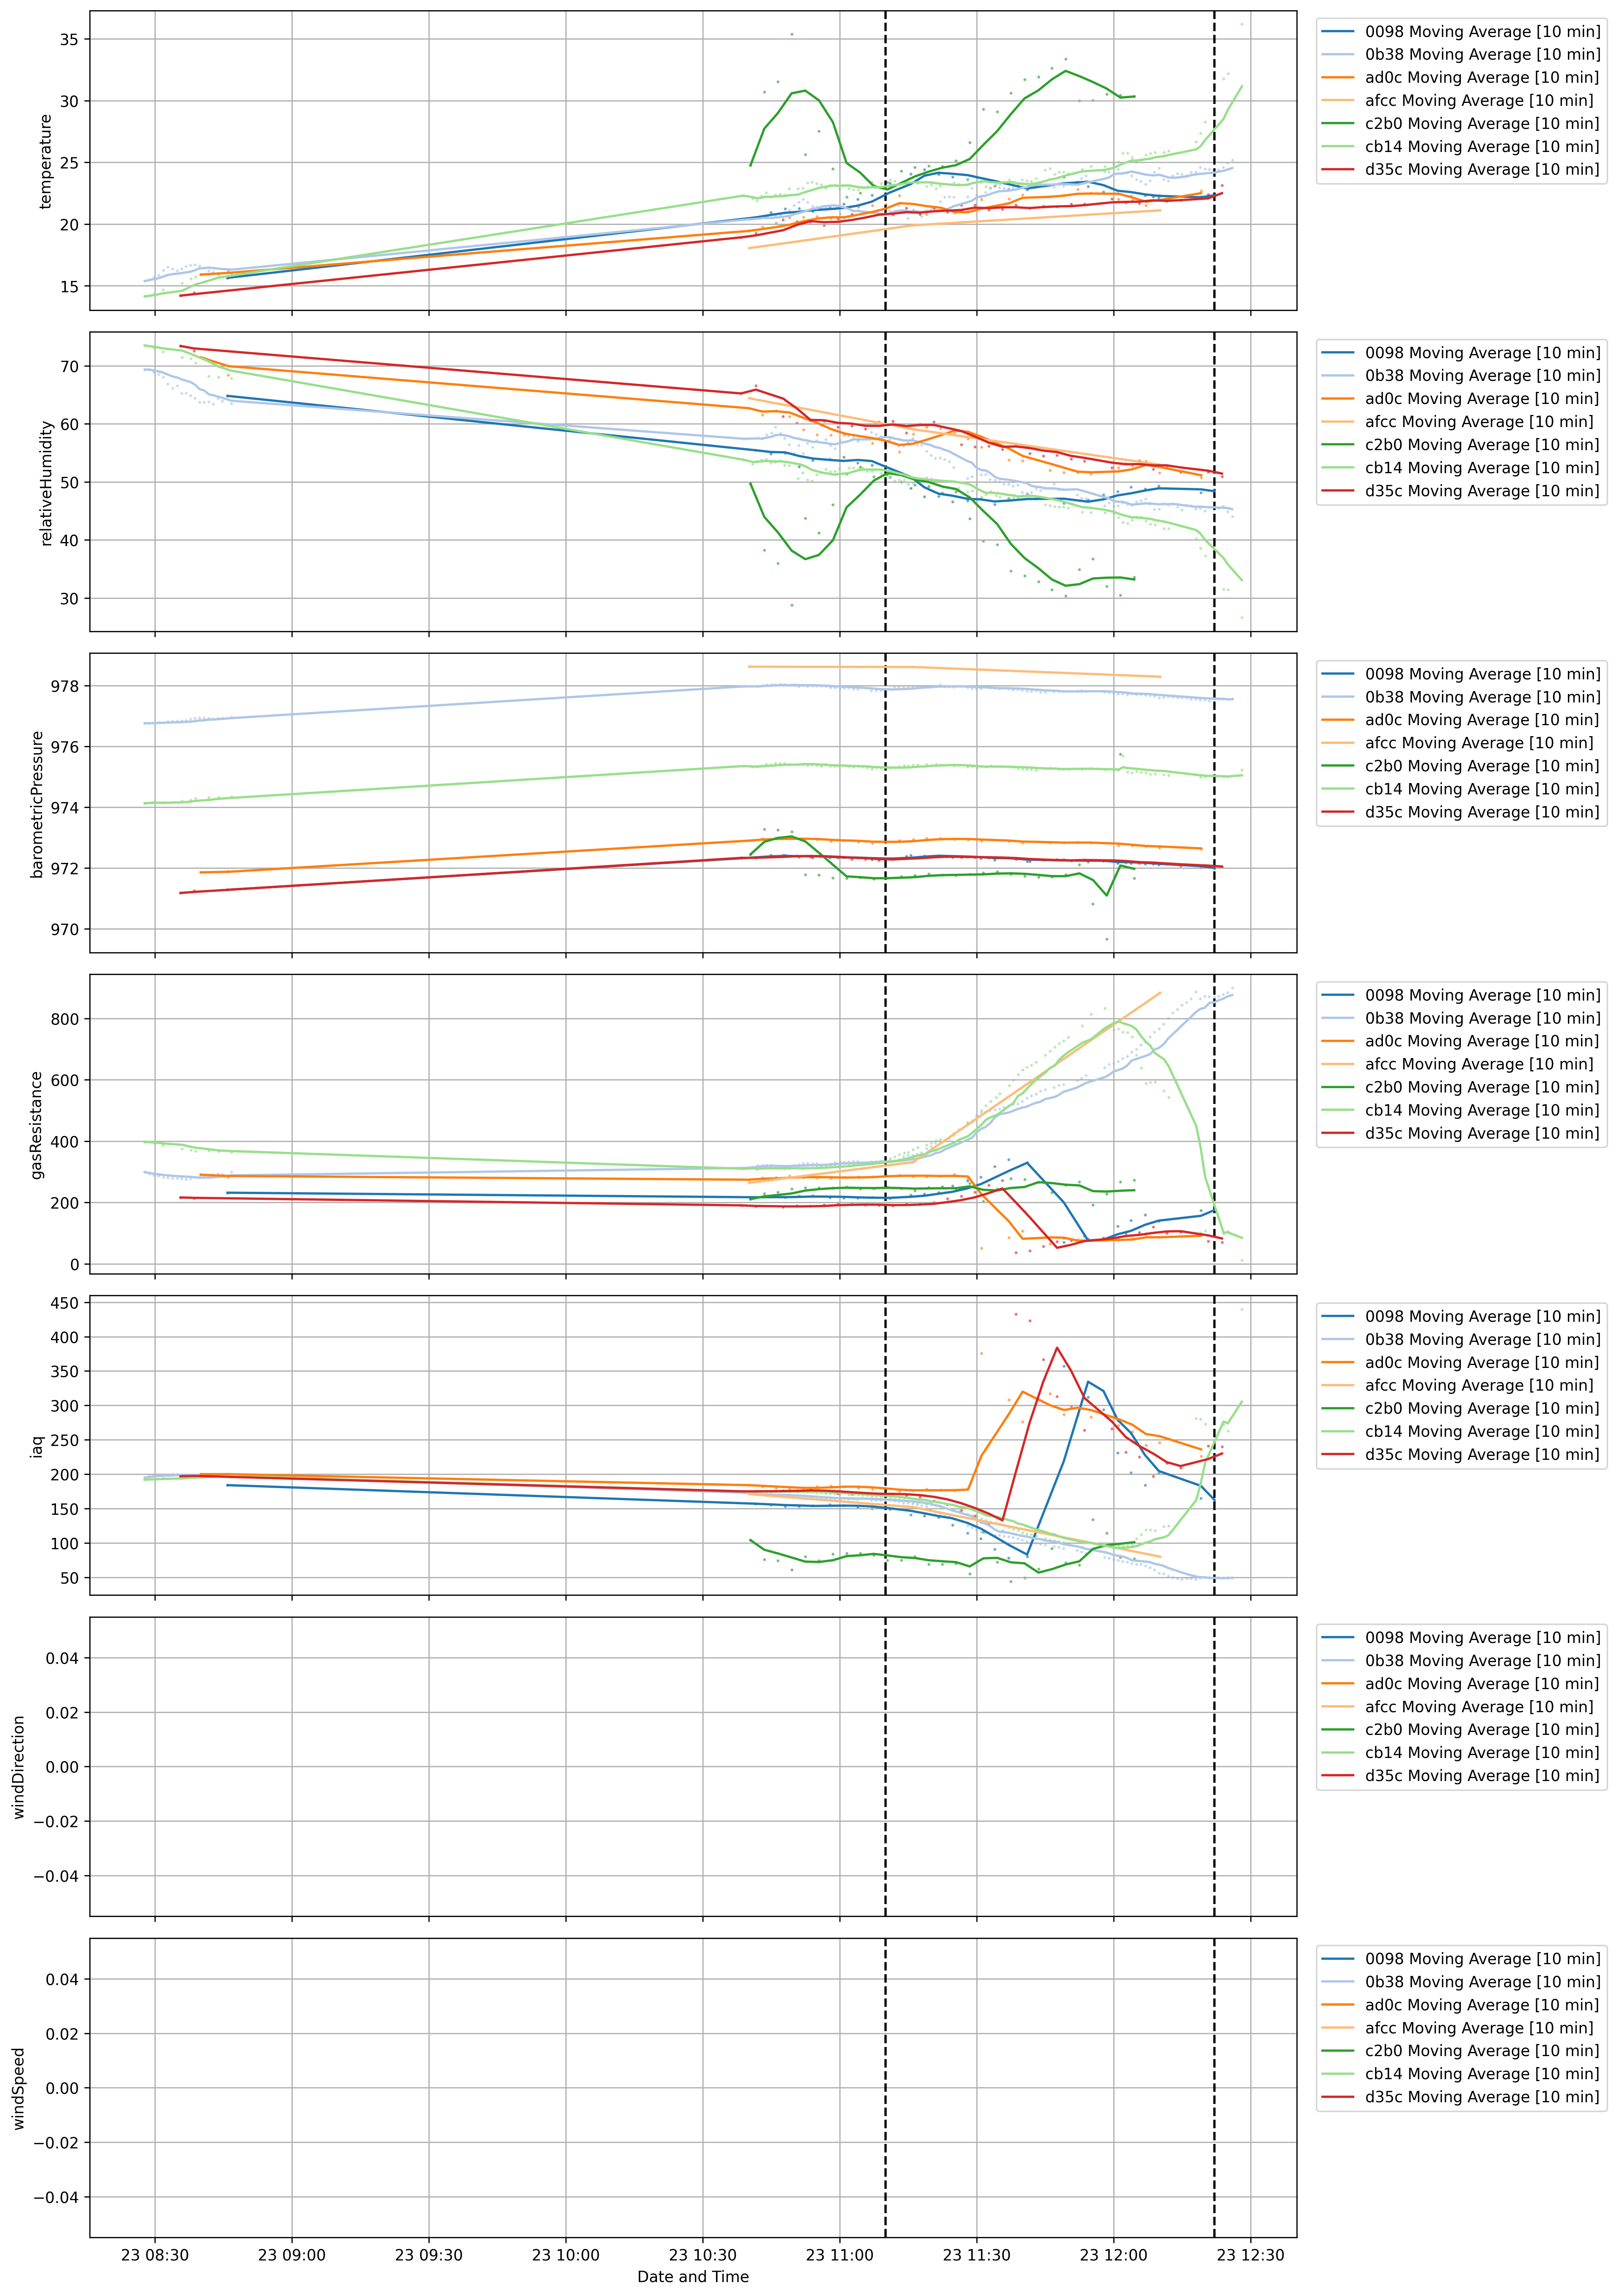 35
30
25
20
15
temperature
0098 Moving Average [10 min]
0b38 Moving Average [10 min]
ad0c Moving Average [10 min]
afcc Moving Average [10 min]
c2b0 Moving Average [10 min]
cb14 Moving Average [10 min]
d35c Moving Average [10 min]
70
60
50
40
30
relativeHumidity
0098 Moving Average [10 min]
0b38 Moving Average [10 min]
ad0c Moving Average [10 min]
afcc Moving Average [10 min]
c2b0 Moving Average [10 min]
cb14 Moving Average [10 min]
d35c Moving Average [10 min]
978
976
974
972
970
barometricPressure
0098 Moving Average [10 min]
0b38 Moving Average [10 min]
ad0c Moving Average [10 min]
afcc Moving Average [10 min]
c2b0 Moving Average [10 min]
cb14 Moving Average [10 min]
d35c Moving Average [10 min]
800
600
400
200
0
gasResistance
0098 Moving Average [10 min]
0b38 Moving Average [10 min]
ad0c Moving Average [10 min]
afcc Moving Average [10 min]
c2b0 Moving Average [10 min]
cb14 Moving Average [10 min]
d35c Moving Average [10 min]
450
400
350
300
250
200
150
100
50
iaq
0098 Moving Average [10 min]
0b38 Moving Average [10 min]
ad0c Moving Average [10 min]
afcc Moving Average [10 min]
c2b0 Moving Average [10 min]
cb14 Moving Average [10 min]
d35c Moving Average [10 min]
0.04
0.02
0.00
−0.02
−0.04
windDirection
0098 Moving Average [10 min]
0b38 Moving Average [10 min]
ad0c Moving Average [10 min]
afcc Moving Average [10 min]
c2b0 Moving Average [10 min]
cb14 Moving Average [10 min]
d35c Moving Average [10 min]
0.04
0.02
0.00
−0.02
−0.04
windSpeed
0098 Moving Average [10 min]
0b38 Moving Average [10 min]
ad0c Moving Average [10 min]
afcc Moving Average [10 min]
c2b0 Moving Average [10 min]
cb14 Moving Average [10 min]
d35c Moving Average [10 min]
23 08:30 23 09:00 23 09:30 23 10:00 23 10:30 23 11:00 23 11:30 23 12:00 23 12:30
Date and Time